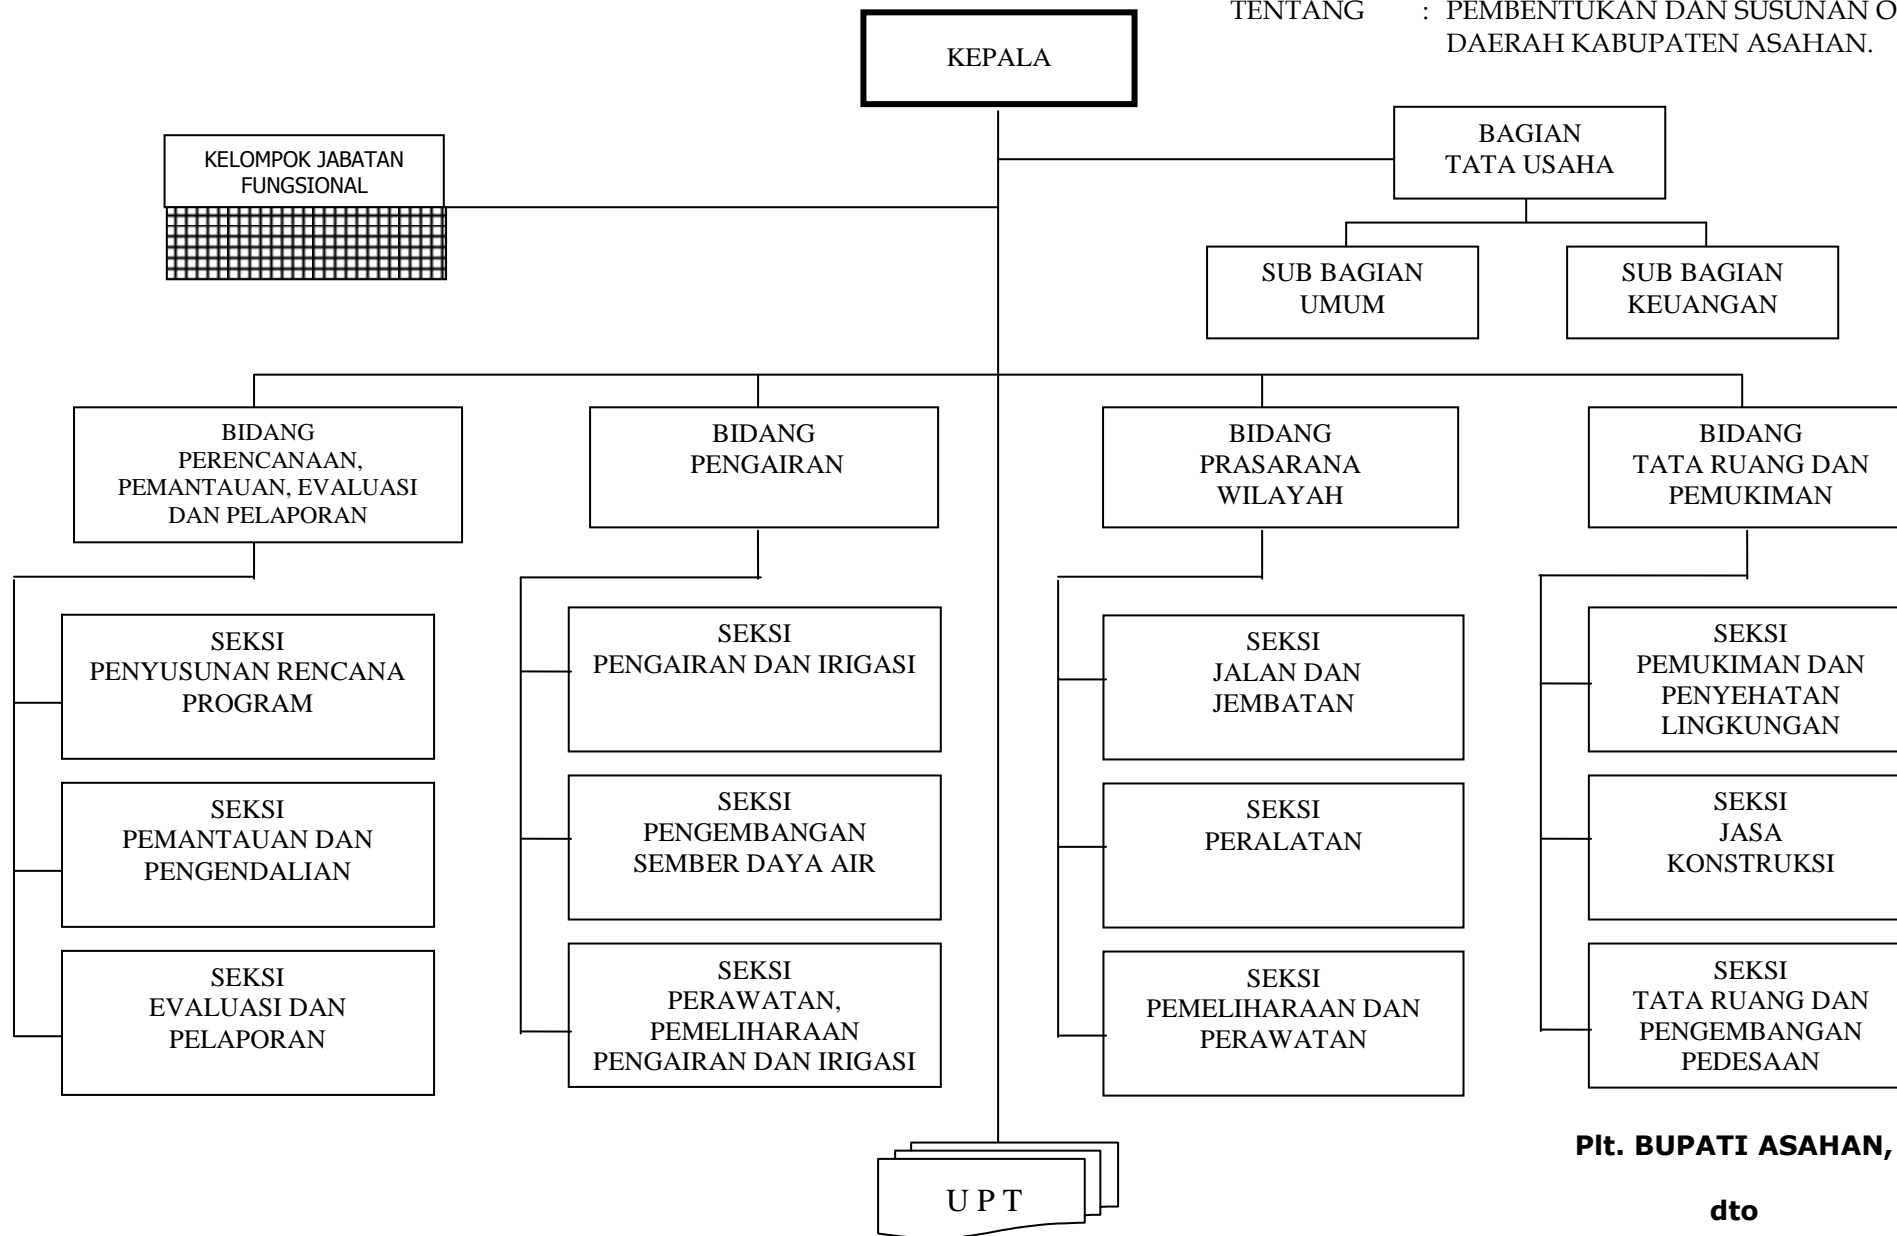 TENTANG : PEMBENTUKAN DAN SUSUNAN O
DAERAH KABUPATEN ASAHAN.
KEPALA
BAGIAN
TATA USAHA
KELOMPOK JABATAN
FUNGSIONAL
SUB BAGIAN
UMUM
SUB BAGIAN
KEUANGAN
BIDANG
PERENCANAAN,
PEMANTAUAN, EVALUASI
DAN PELAPORAN
BIDANG
PENGAIRAN
BIDANG
PRASARANA
WILAYAH
BIDANG
TATA RUANG DAN
PEMUKIMAN
SEKSI
PENYUSUNAN RENCANA
PROGRAM
SEKSI
PENGAIRAN DAN IRIGASI
SEKSI
JALAN DAN
JEMBATAN
SEKSI
PEMUKIMAN DAN
PENYEHATAN
LINGKUNGAN
SEKSI
PEMANTAUAN DAN
PENGENDALIAN
SEKSI
PENGEMBANGAN
SEMBER DAYA AIR
SEKSI
PERALATAN
SEKSI
JASA
KONSTRUKSI
SEKSI
EVALUASI DAN
PELAPORAN
SEKSI
PERAWATAN,
PEMELIHARAAN
PENGAIRAN DAN IRIGASI
SEKSI
PEMELIHARAAN DAN
PERAWATAN
SEKSI
TATA RUANG DAN
PENGEMBANGAN
PEDESAAN
U P T
Plt. BUPATI ASAHAN,
dto